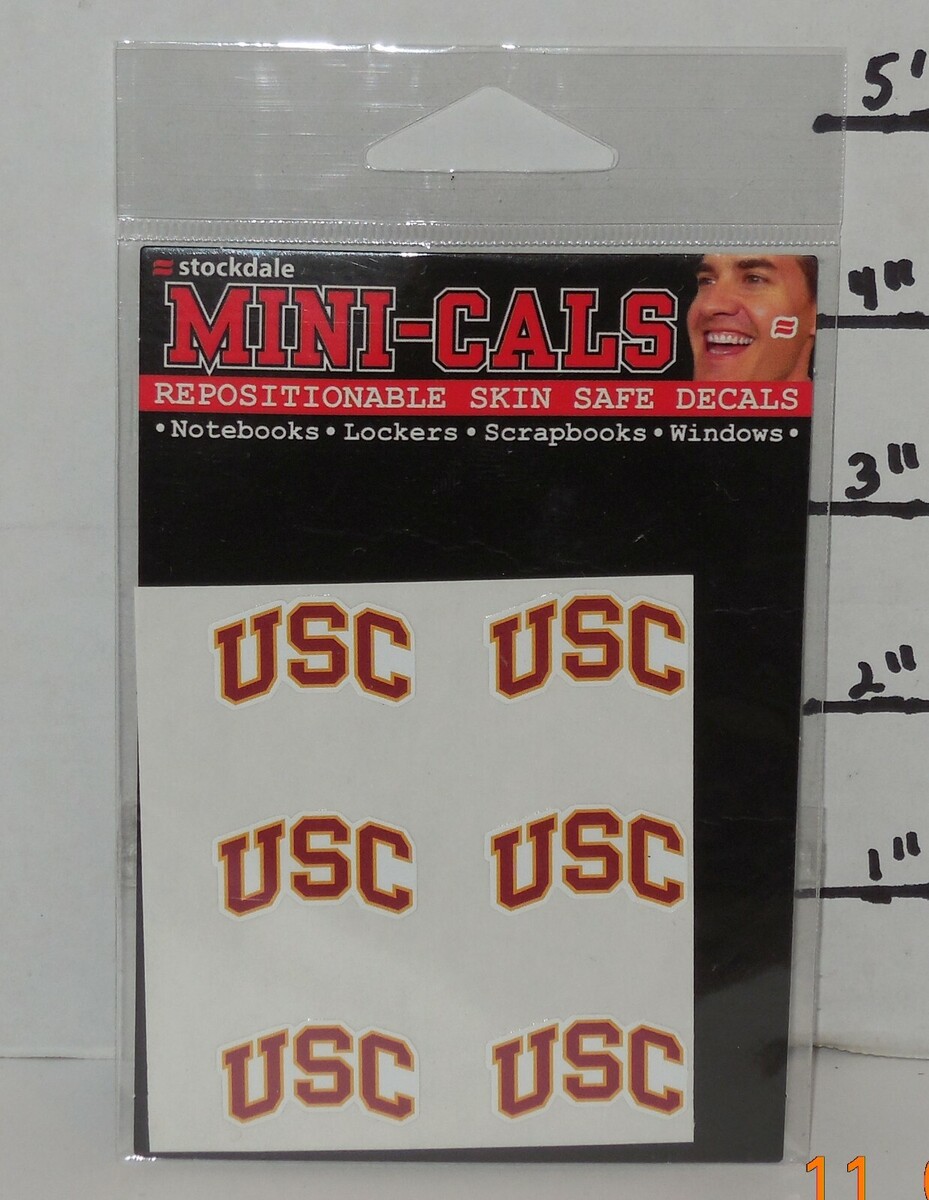 stockdale
MINI-CALS
REPOSITIONABLE SKIN SAFE DECALS
•Notebooks• Lockers • Scrapbooks • Windows•
USC USC
USC USC
USC USC
5'
4"
3"
2"
1"
11